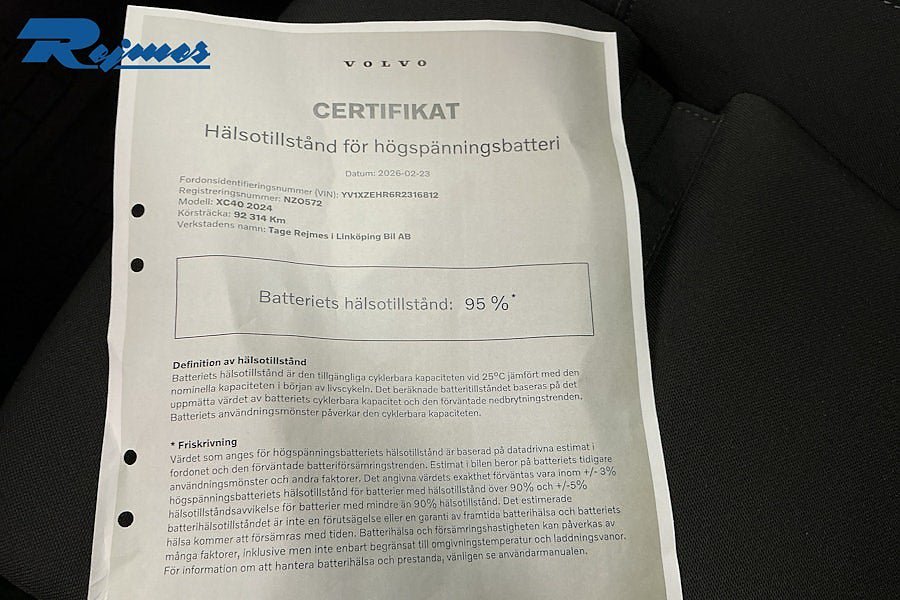 Rejmes
VOLVO
CERTIFIKAT
Hälsotillstånd för högspänningsbatteri
Datum: 2026-02-23
Fordonsidentifieringsnummer (VIN): YV1XZEHR6R2316812
Registreringsnummer: NZO572
Modell: XC40 2024
Körsträcka: 92 314 Km
Verkstadens namn: Tage Rejmes i Linköping Bil AB
Batteriets hälsotillstånd: 95 %*
Definition av hälsotillstånd
Batteriets hälsotillstånd är den tillgängliga cyklerbara kapaciteten vid 25°C jämfört med den
nominella kapaciteten i början av livscykeln. Det beräknade batteritillståndet baseras på det
uppmätta värdet av batteriets cyklerbara kapacitet och den förväntade nedbrytningstrenden.
Batteriets användningsmönster påverkar den cyklerbara kapaciteten.
* Friskrivning
Värdet som anges för högspänningsbatteriets hälsotillstånd är baserad på datadrivna estimat i
fordonet och den förväntade batteriförsämringstrenden. Estimat i bilen beror på batteriets tidigare
användningsmönster och andra faktorer. Det angivna värdets exakthet förväntas vara inom +/-3%
högspänningsbatteriets hälsotillstånd för batterier med hälsotillstånd över 90% och +/-5%
hälsotillståndsavvikelse för batterier med mindre än 90% hälsotillstånd. Det estimerade
batterihälsotillståndet är inte en förutsägelse eller en garanti av framtida batterihälsa och batteriets
hälsa kommer att försämras med tiden. Batterihälsa och försämringshastigheten kan påverkas av
många faktorer, inklusive men inte enbart begränsat till omgivningstemperatur och laddningsvanor.
För information om att hantera batterihälsa och prestanda, vänligen se användarmanualen.